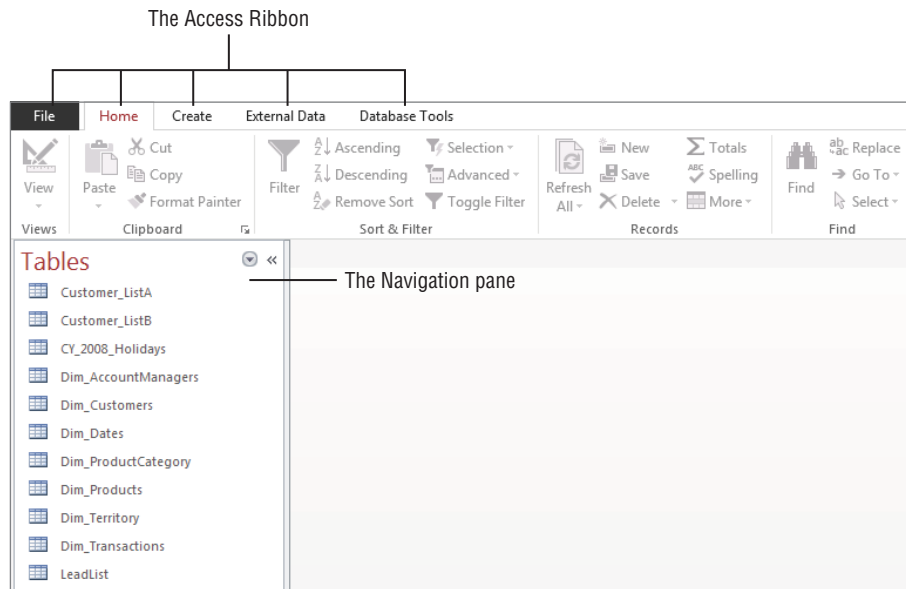 The Access Ribbon
File Home Create External Data Database Tools
View Paste Cut Copy Format Painter Filter Ascending Descending Remove Sort Selection Advanced Toggle Filter Refresh All New Save Delete Totals Spelling More Find Replace Go To Select
Views Clipboard Sort & Filter Records Find
Tables
The Navigation pane
Customer_ListA
Customer_ListB
CY_2008_Holidays
Dim_AccountManagers
Dim_Customers
Dim_Dates
Dim_ProductCategory
Dim_Products
Dim_Territory
Dim_Transactions
LeadList